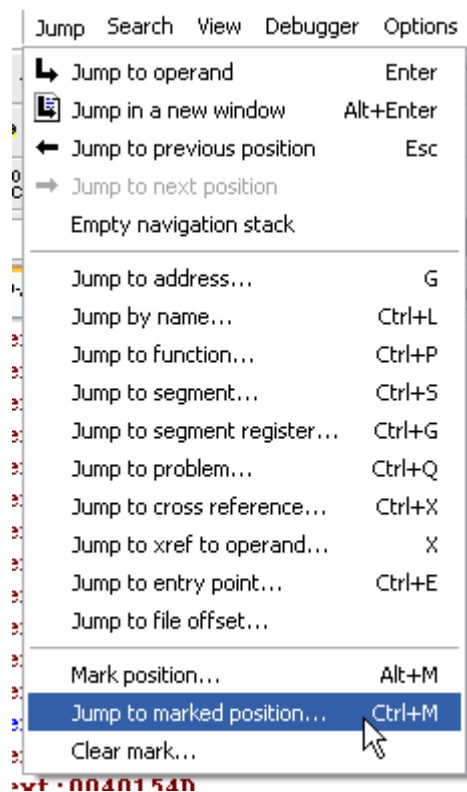 Jump Search View Debugger Options
Jump to operand Enter
Jump in a new window Alt+Enter
Jump to previous position Esc
Jump to next position
Empty navigation stack
Jump to address... G
Jump by name... Ctrl+L
Jump to function... Ctrl+P
Jump to segment... Ctrl+S
Jump to segment register... Ctrl+G
Jump to problem... Ctrl+Q
Jump to cross reference... Ctrl+X
Jump to xref to operand... X
Jump to entry point... Ctrl+E
Jump to file offset...
Mark position... Alt+M
Jump to marked position... Ctrl+M
Clear mark...
ext:0040154D